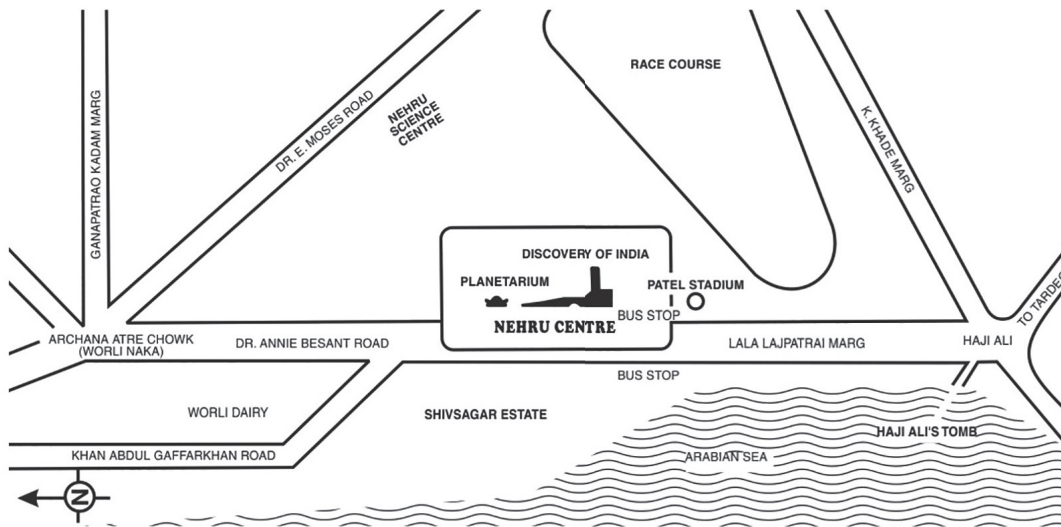 RACE COURSE
GANAPATRAO KADAM MARG
DR. E. MOSES ROAD
NEHRU
SCIENCE
CENTRE
K. KHADE MARG
DISCOVERY OF INDIA
PLANETARIUM
PATEL STADIUM
BUS STOP
NEHRU CENTRE
TO TARDEO
ARCHANA ATRE CHOWK
(WORLI NAKA)
DR. ANNIE BESANT ROAD
LALA LAJPATRAI MARG
HAJI ALI
BUS STOP
WORLI DAIRY
SHIVSAGAR ESTATE
HAJI ALI'S TOMB
KHAN ABDUL GAFFARKHAN ROAD
ARABIAN SEA
N